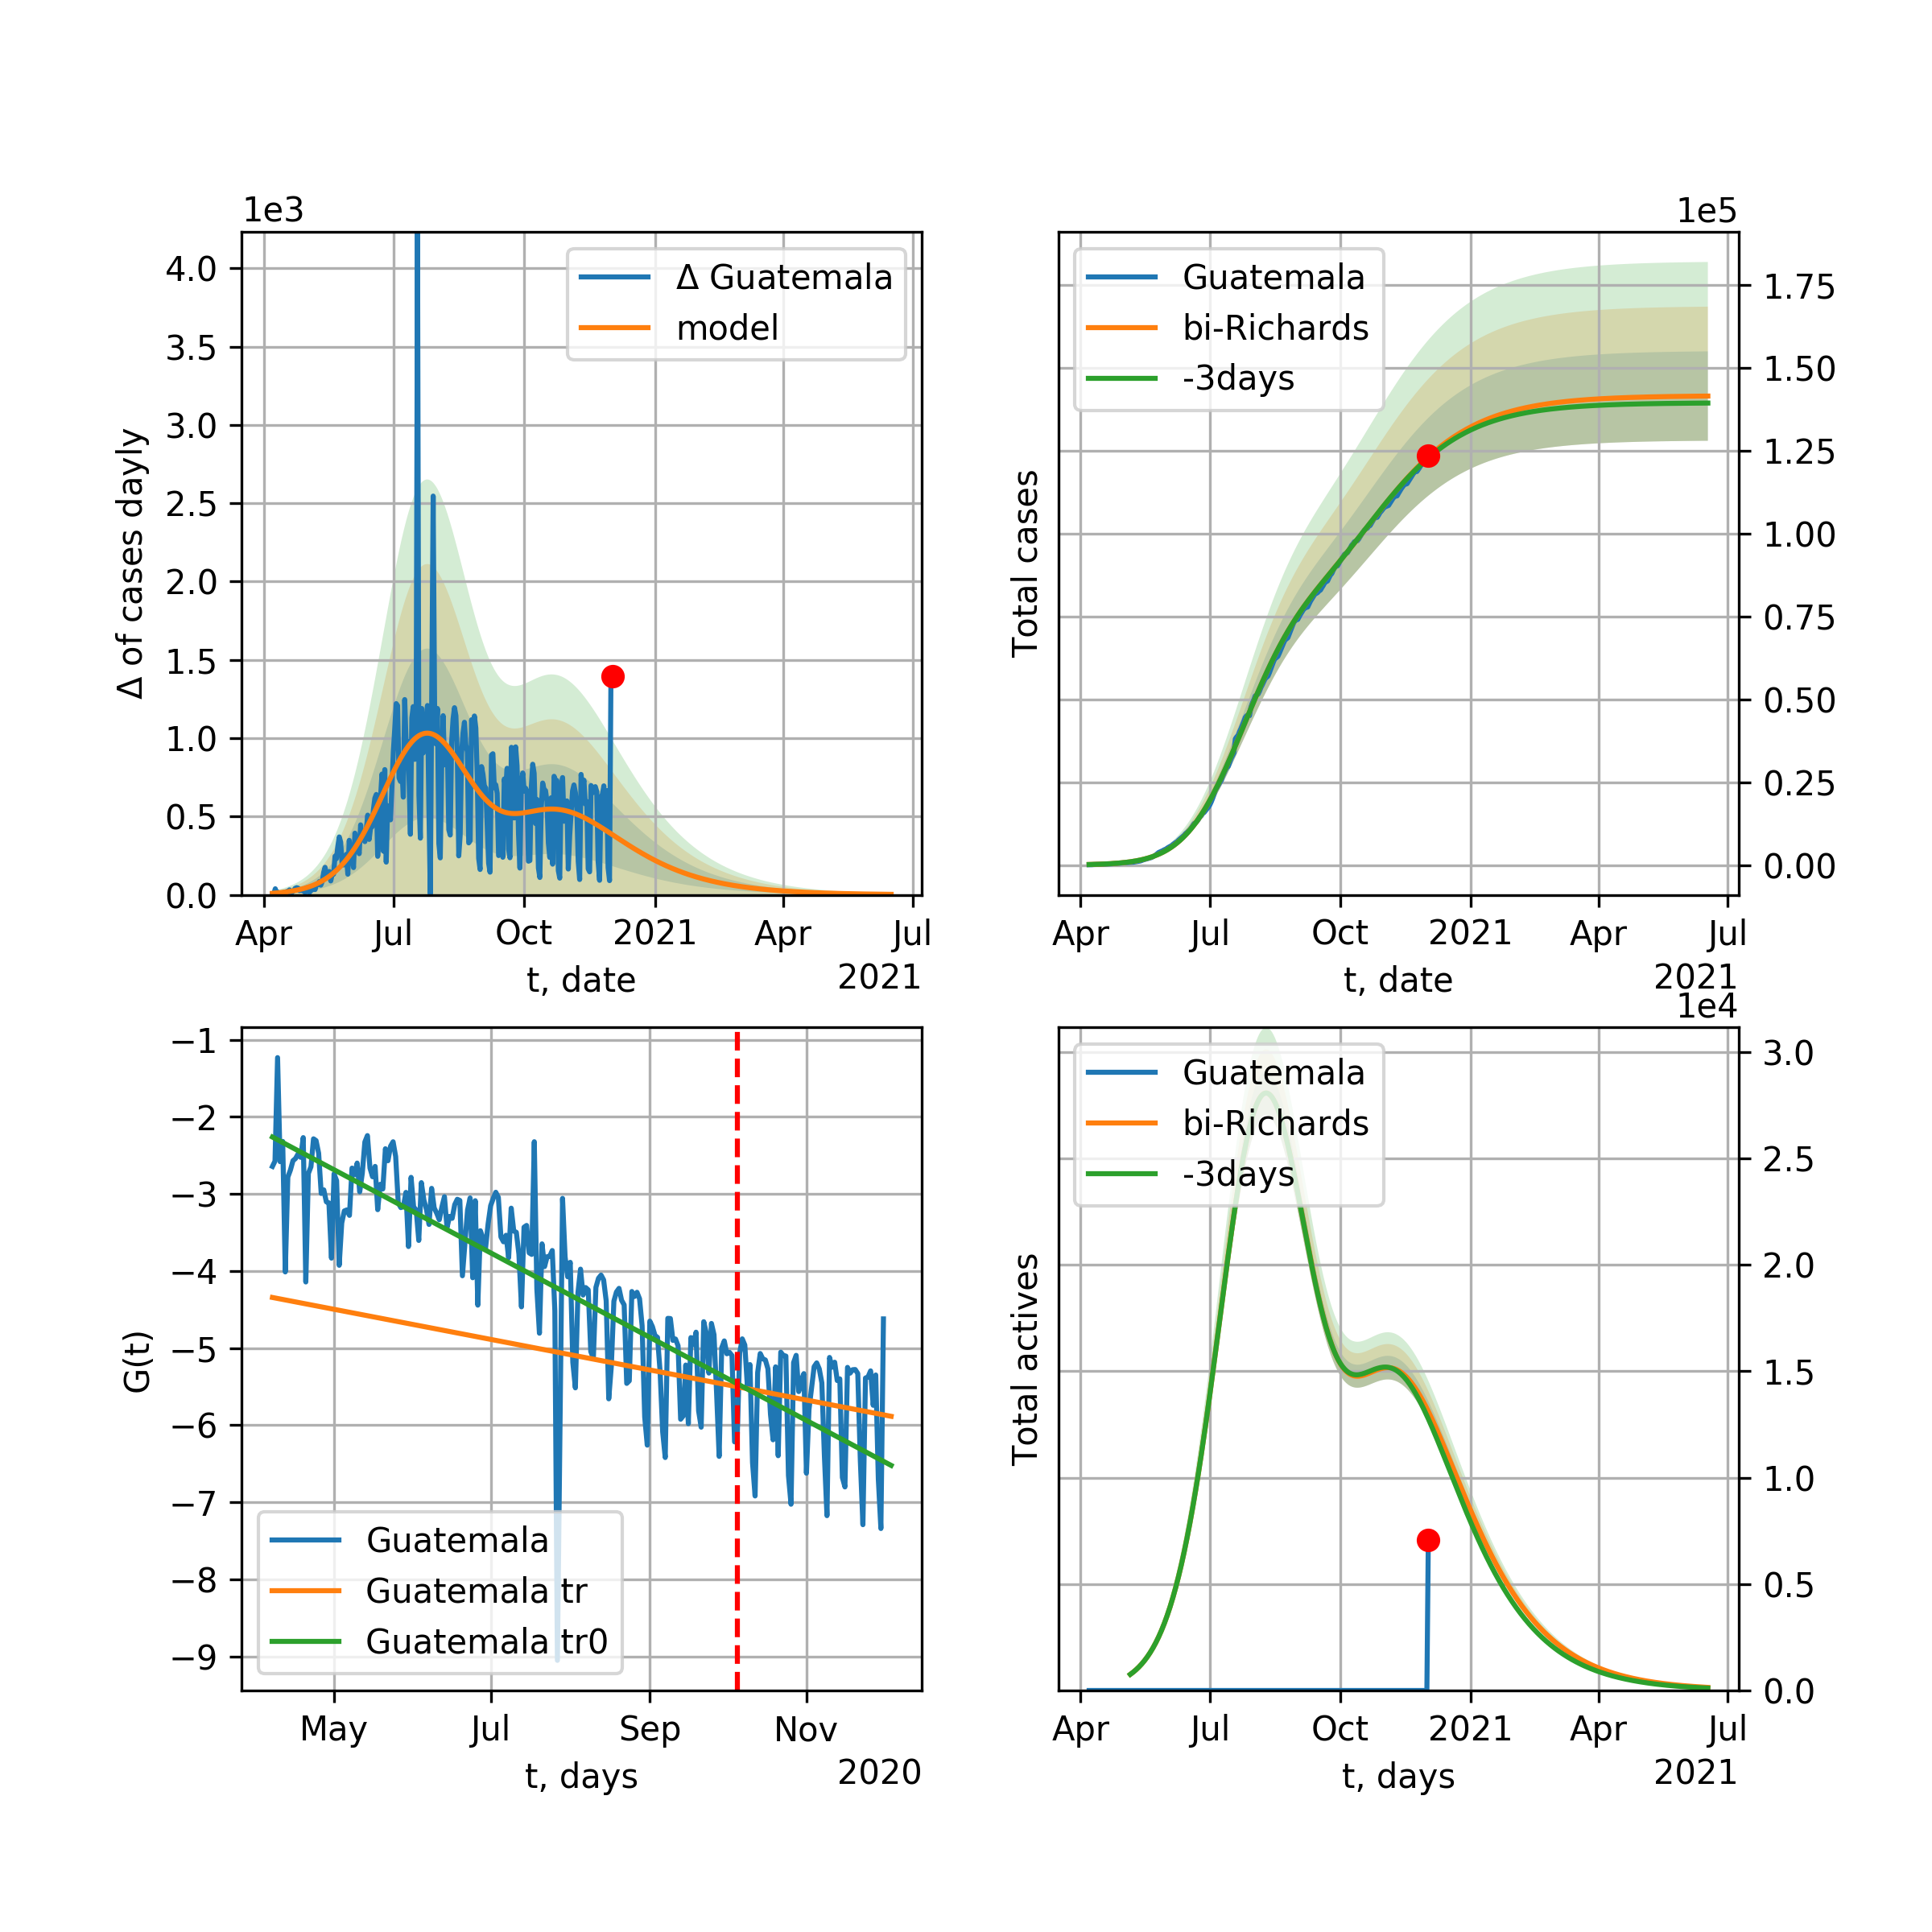 1e3
Δ of cases dayly
4.0
3.5
3.0
2.5
2.0
1.5
1.0
0.5
0.0
Δ Guatemala
model
Apr Jul Oct 2021 Apr Jul
t, date
2021
1e5
Total cases
Guatemala
bi-Richards
-3days
1.75
1.50
1.25
1.00
0.75
0.50
0.25
0.00
Apr Jul Oct 2021 Apr Jul
t, date
2021
G(t)
−1
−2
−3
−4
−5
−6
−7
−8
−9
Guatemala
Guatemala tr
Guatemala tr0
May Jul Sep Nov
t, days
2020
1e4
Total actives
Guatemala
bi-Richards
-3days
3.0
2.5
2.0
1.5
1.0
0.5
0.0
Apr Jul Oct 2021 Apr Jul
t, days
2021